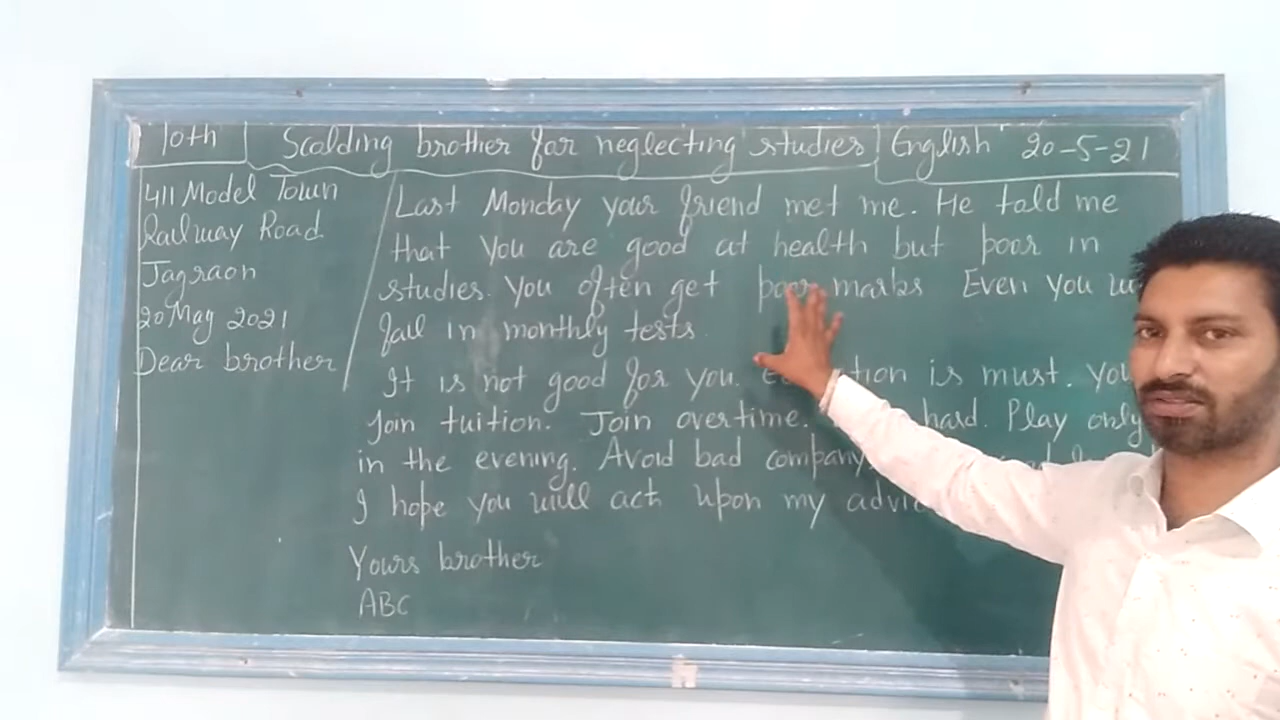 10th
Scolding brother for neglecting studies
English 20-5-21
411 Model Town
Railway Road
Jagraon
20 May 2021
Dear brother
Last Monday your friend met me. He told me
that you are good at health but poor in
studies. You often get poor marks Even you
fail in monthly tests.
It is not good for you. is must. You
Join tuition. Join overtime. hard. Play only
in the evening. Avoid bad company.
I hope you will act upon my
Yours brother
ABC